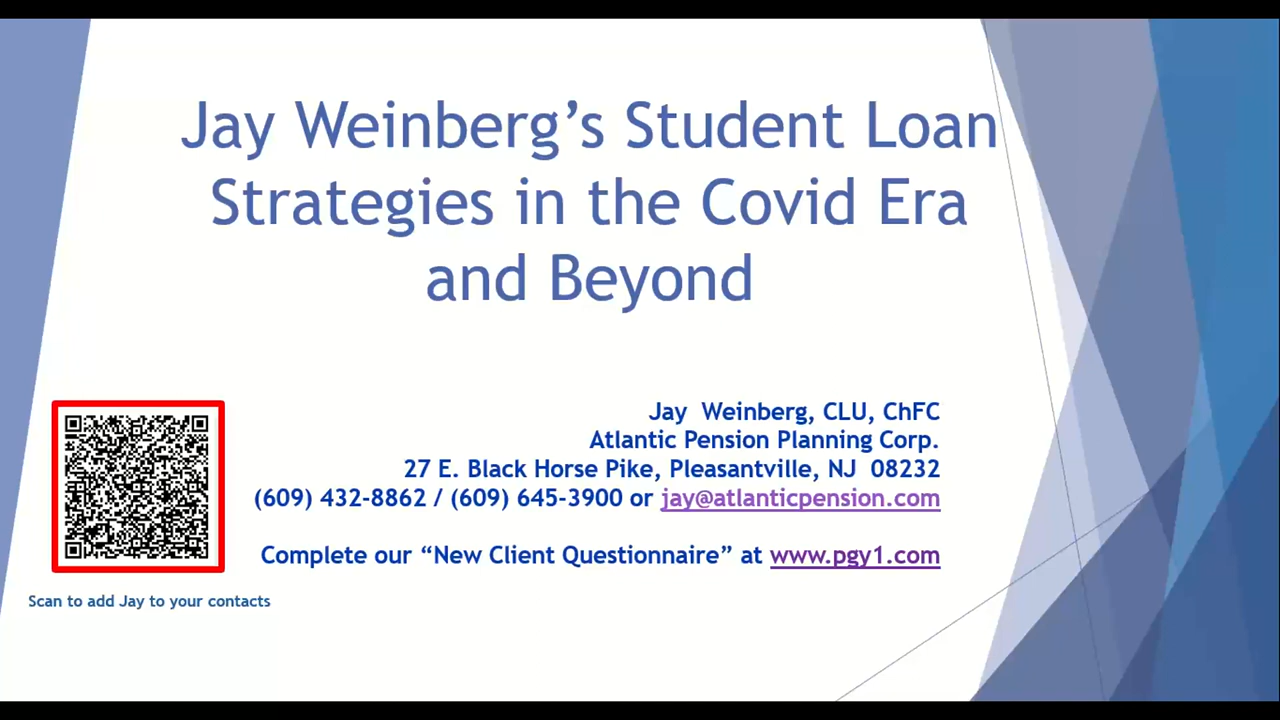 Jay Weinberg’s Student Loan
Strategies in the Covid Era
and Beyond
Jay Weinberg, CLU, ChFC
Atlantic Pension Planning Corp.
27 E. Black Horse Pike, Pleasantville, NJ 08232
(609) 432-8862 / (609) 645-3900 or jay@atlanticpension.com
Complete our “New Client Questionnaire” at www.pgy1.com
Scan to add Jay to your contacts